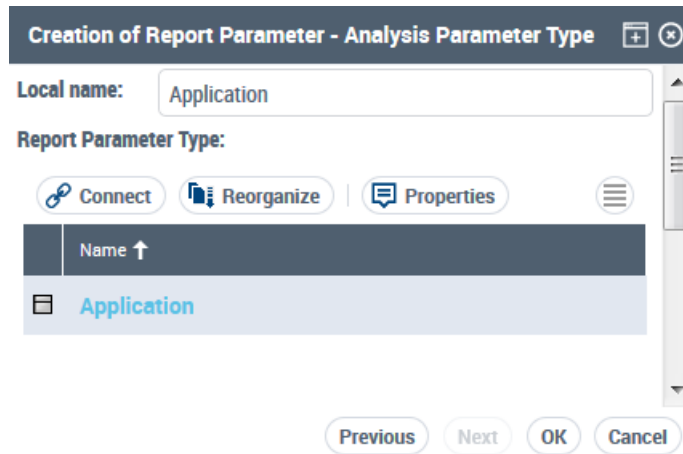 Creation of Report Parameter - Analysis Parameter Type
Local name: Application
Report Parameter Type:
Connect Reorganize Properties
Name
Application
Previous Next OK Cancel